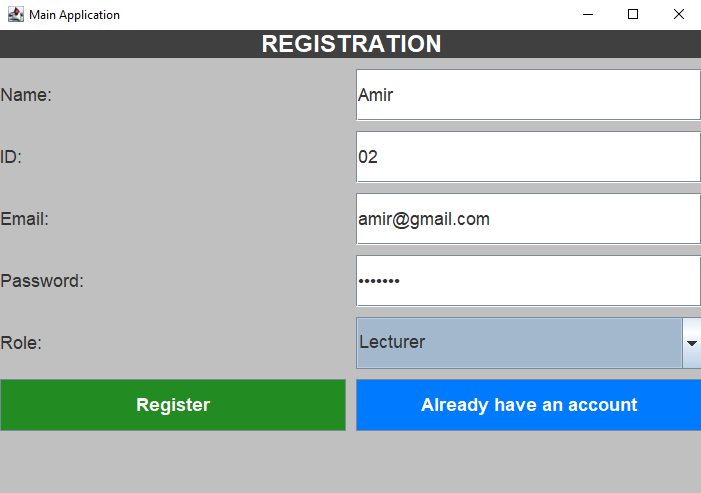 Main Application
REGISTRATION
Name: Amir
ID: 02
Email: amir@gmail.com
Password: •••••••
Role: Lecturer
Register Already have an account